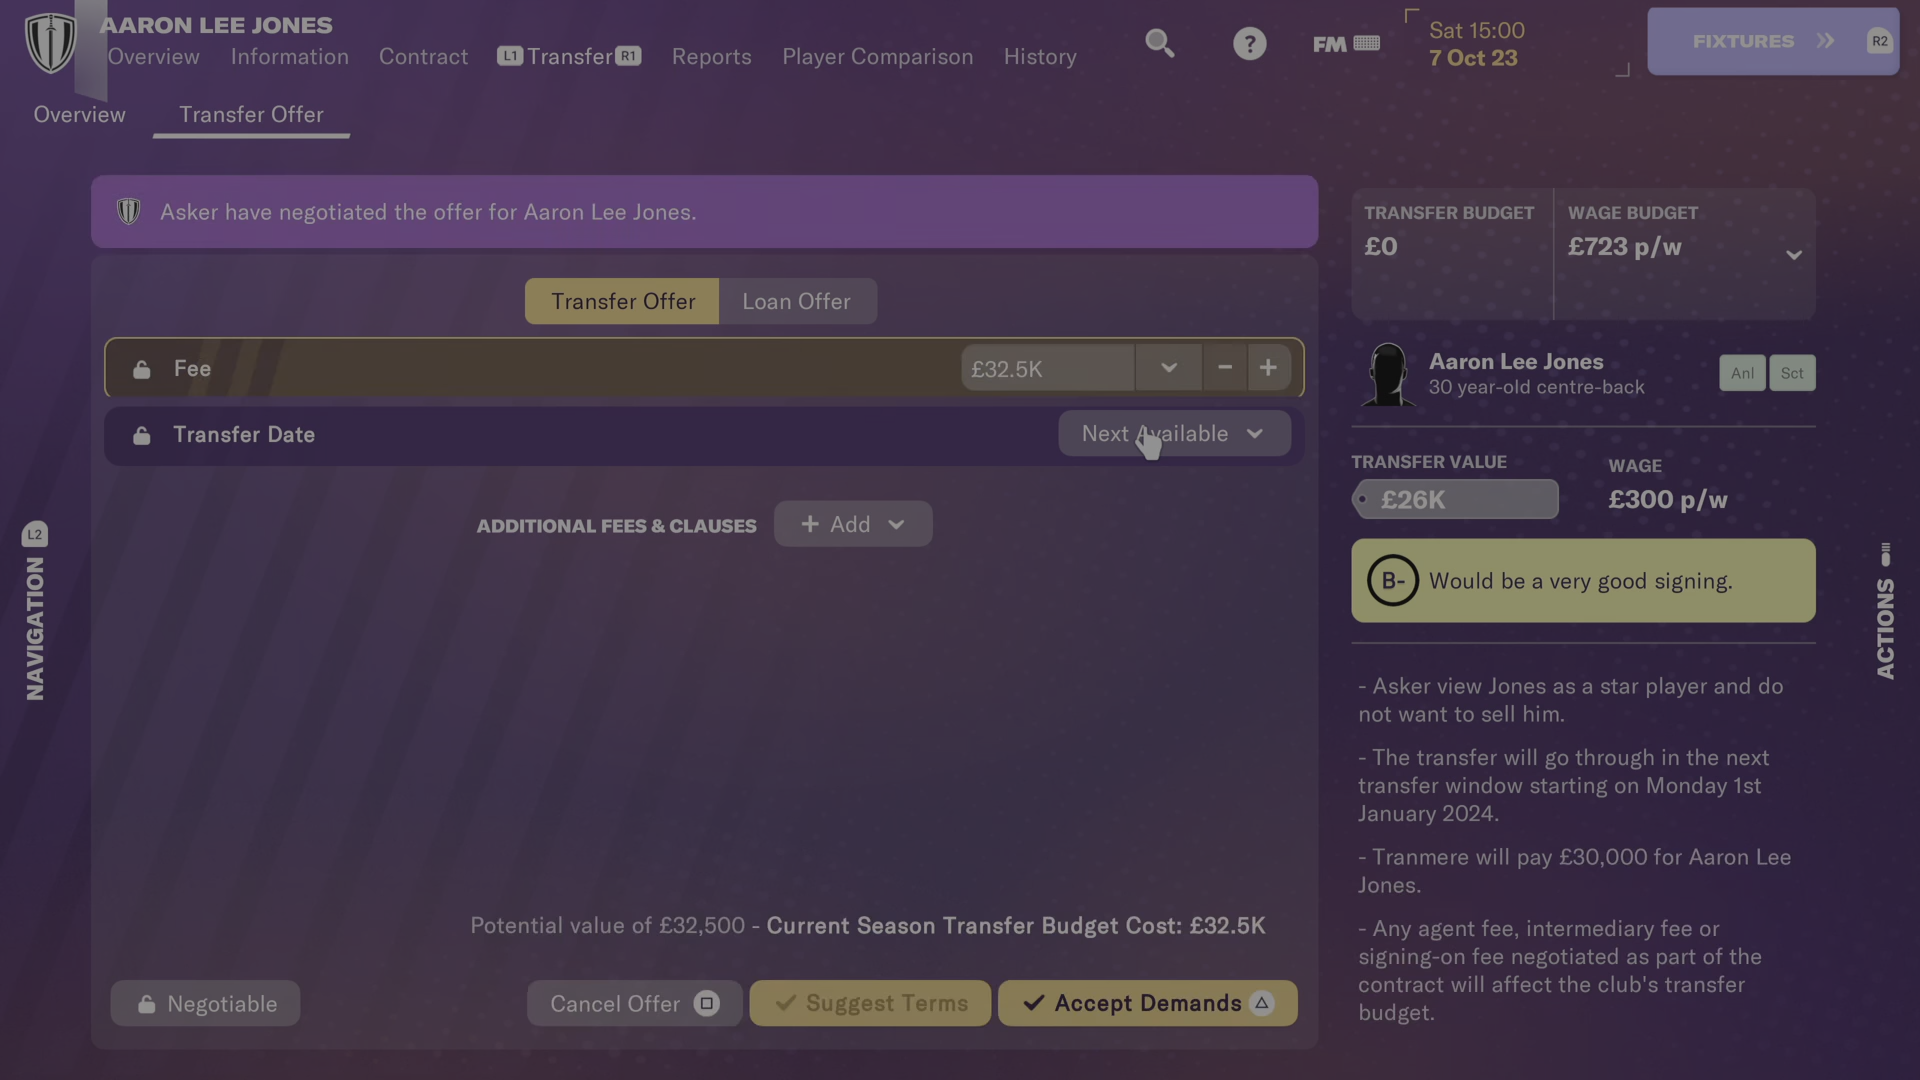 AARON LEE JONES
Overview Information Contract L1 Transfer R1 Reports Player Comparison History
? FM
Sat 15:00
7 Oct 23
FIXTURES R2
Overview Transfer Offer
Asker have negotiated the offer for Aaron Lee Jones.
Transfer Offer Loan Offer
Fee £32.5K
Transfer Date Next Available
ADDITIONAL FEES & CLAUSES + Add
Potential value of £32,500 - Current Season Transfer Budget Cost: £32.5K
Negotiable Cancel Offer Suggest Terms Accept Demands
L2
NAVIGATION
TRANSFER BUDGET WAGE BUDGET
£0 £723 p/w
Aaron Lee Jones
30 year-old centre-back
Anl Sct
TRANSFER VALUE WAGE
£26K £300 p/w
B- Would be a very good signing.
- Asker view Jones as a star player and do
not want to sell him.
- The transfer will go through in the next
transfer window starting on Monday 1st
January 2024.
- Tranmere will pay £30,000 for Aaron Lee
Jones.
- Any agent fee, intermediary fee or
signing-on fee negotiated as part of the
contract will affect the club's transfer
budget.
ACTIONS